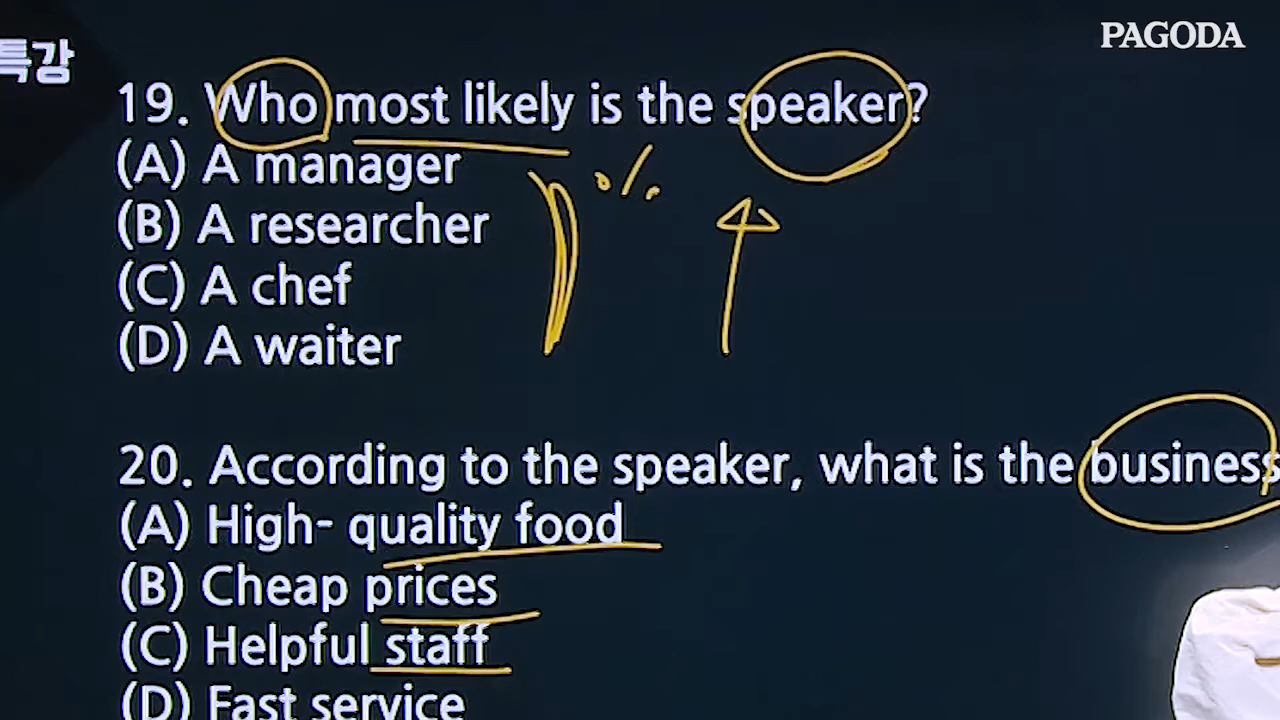 PAGODA
특강
19. Who most likely is the speaker?
(A) A manager
(B) A researcher
(C) A chef
(D) A waiter
%
20. According to the speaker, what is the business
(A) High- quality food
(B) Cheap prices
(C) Helpful staff
(D) Fast service